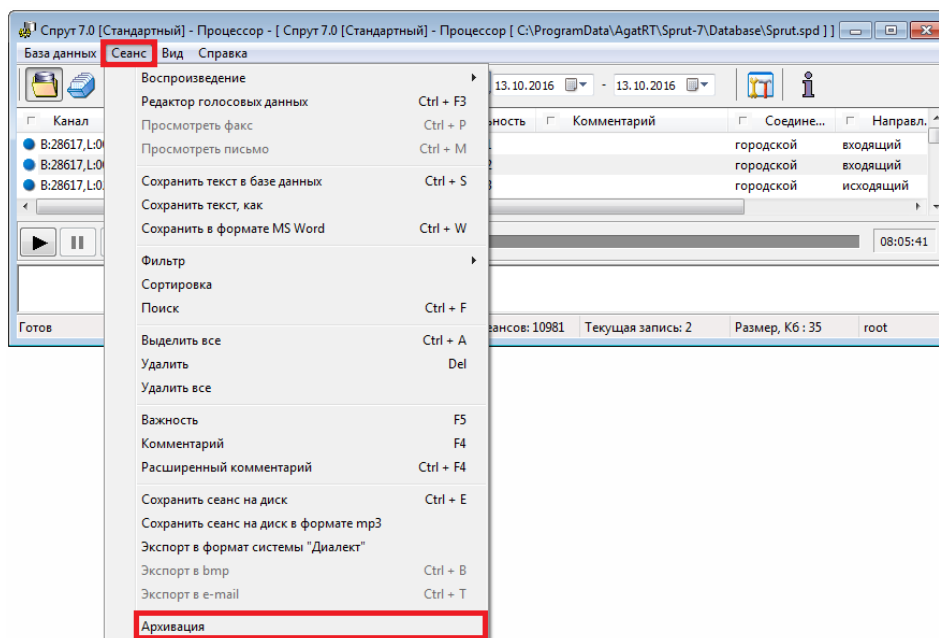 Спрут 7.0 [Стандартный] - Процессор - [ Спрут 7.0 [Стандартный] - Процессор [ C:\ProgramData\AgatRT\Sprut-7\Database\Sprut.spd ] ]
База данных Сеанс Вид Справка
13.10.2016 - 13.10.2016
Канал Комментарий Соедине... Направл.
B:28617,L:0 городской входящий
B:28617,L:0 городской входящий
B:28617,L:0 городской исходящий
08:05:41
Готов 10981 Текущая запись: 2 Размер, Кб : 35 root
Воспроизведение
Редактор голосовых данных Ctrl + F3
Просмотреть факс Ctrl + P
Просмотреть письмо Ctrl + M
Сохранить текст в базе данных Ctrl + S
Сохранить текст, как
Сохранить в формате MS Word Ctrl + W
Фильтр
Сортировка
Поиск Ctrl + F
Выделить все Ctrl + A
Удалить Del
Удалить все
Важность F5
Комментарий F4
Расширенный комментарий Ctrl + F4
Сохранить сеанс на диск Ctrl + E
Сохранить сеанс на диск в формате mp3
Экспорт в формат системы "Диалект"
Экспорт в bmp Ctrl + B
Экспорт в e-mail Ctrl + T
Архивация